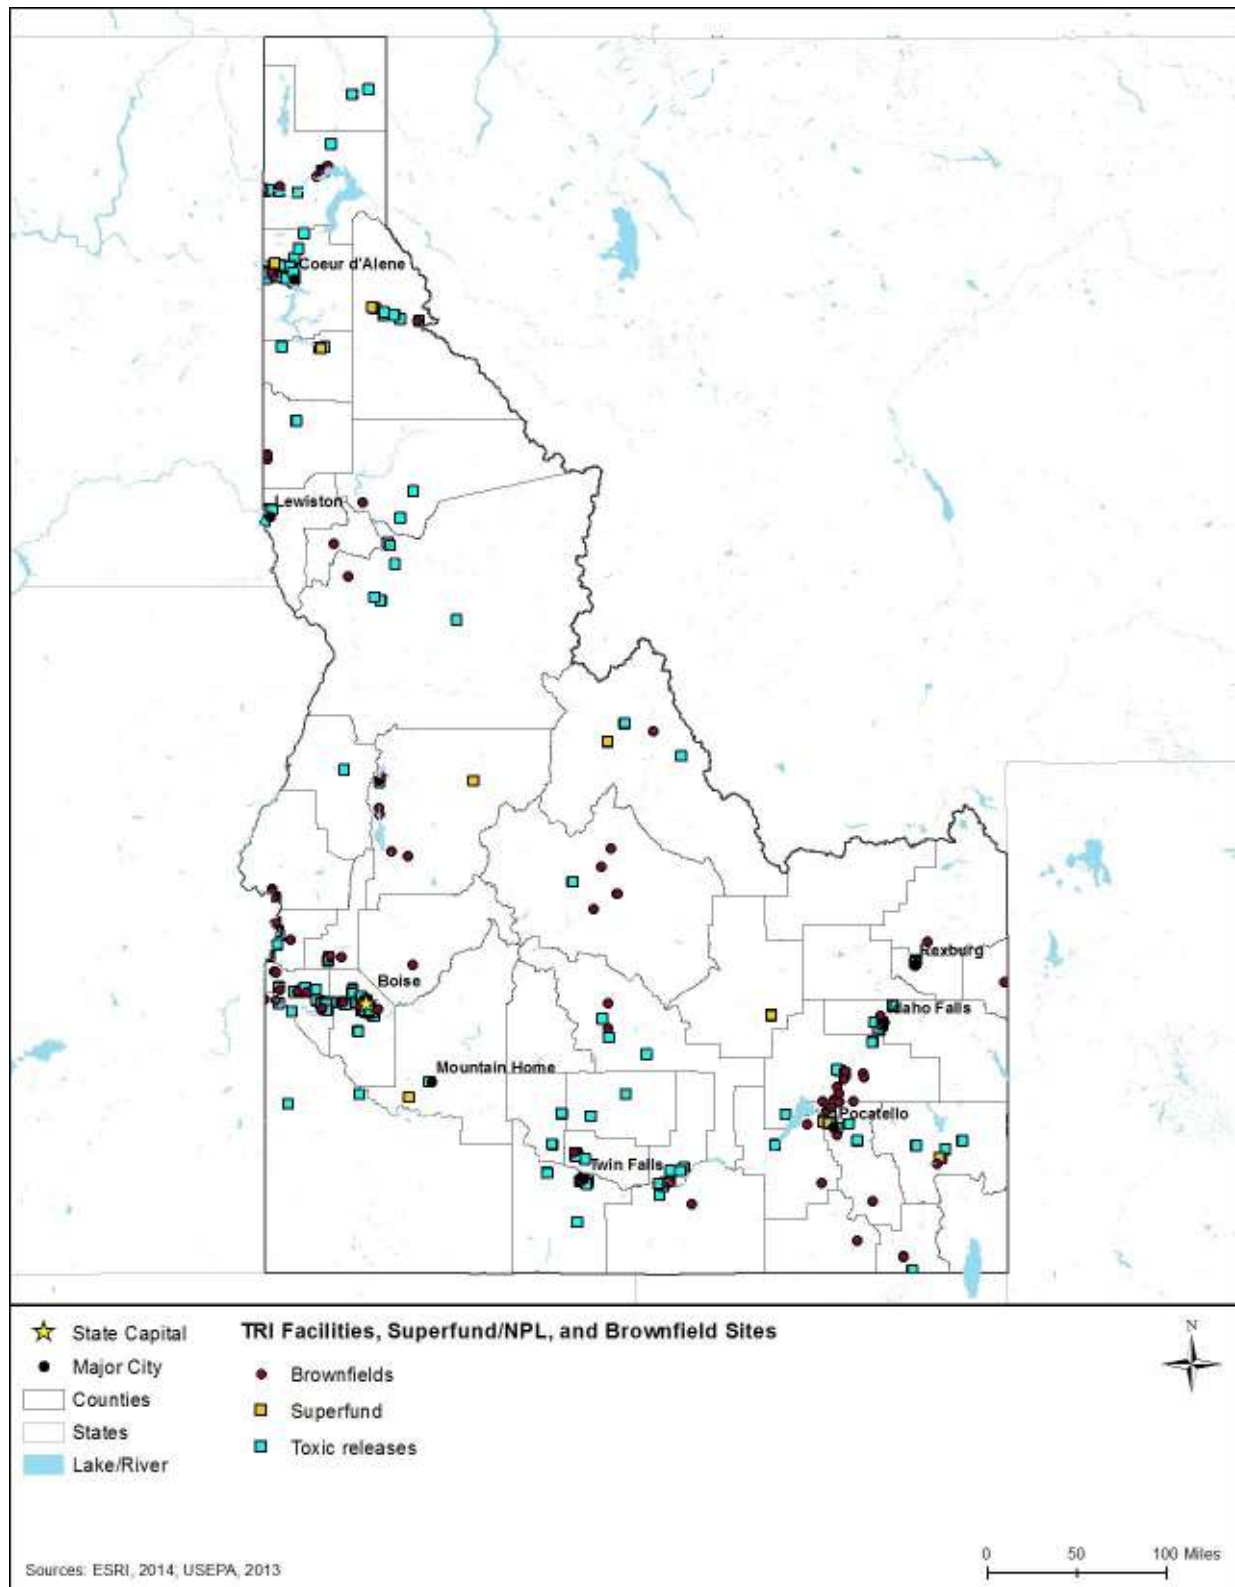 Coeur d'Alene
Lewiston
Rexburg
Boise
Idaho Falls
Mountain Home
Pocatello
Twin Falls
State Capital
Major City
Counties
States
Lake/River
TRI Facilities, Superfund/NPL, and Brownfield Sites
Brownfields
Superfund
Toxic releases
N
0 50 100 Miles
Sources: ESRI, 2014; USEPA, 2013